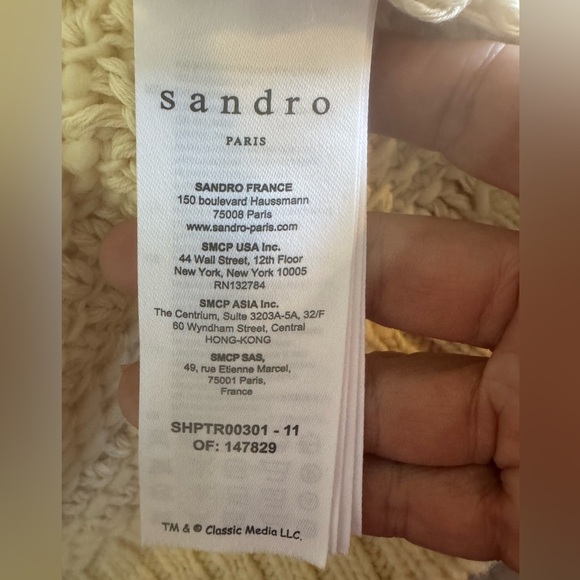 sandro
PARIS
SANDRO FRANCE
150 boulevard Haussmann
75008 Paris
www.sandro-paris.com
SMCP USA Inc.
44 Wall Street, 12th Floor
New York, New York 10005
RN132784
SMCP ASIA Inc.
The Centrium, Suite 3203A-5A, 32/F
60 Wyndham Street, Central
HONG-KONG
SMCP SAS,
49, rue Etienne Marcel,
75001 Paris,
France
SHPTR00301 - 11
OF: 147829
TM & © Classic Media LLC.